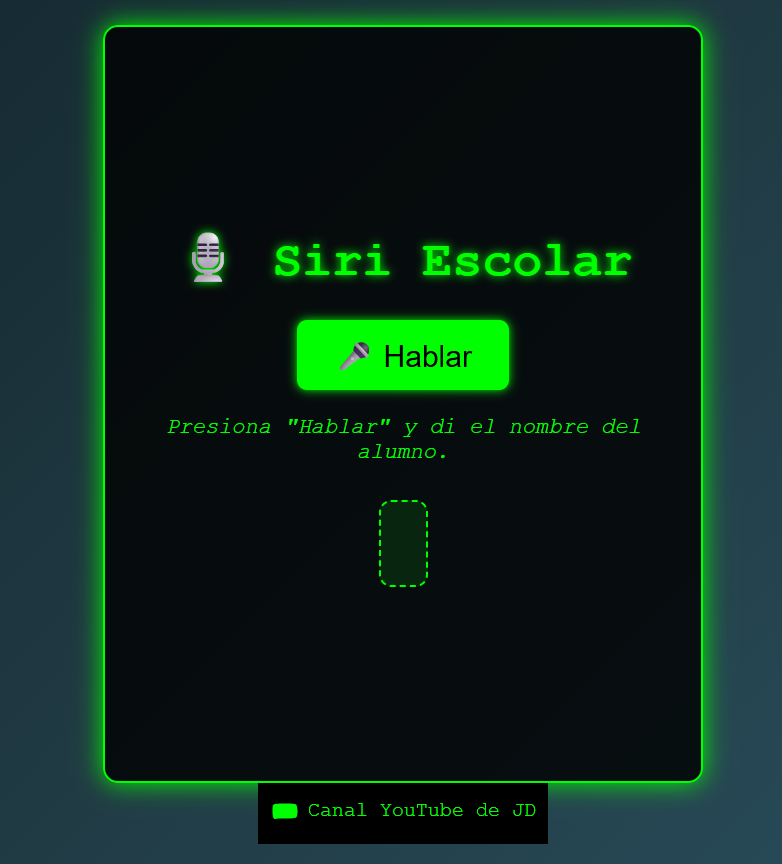 Siri Escolar
Hablar
Presiona "Hablar" y di el nombre del
alumno.
Canal YouTube de JD